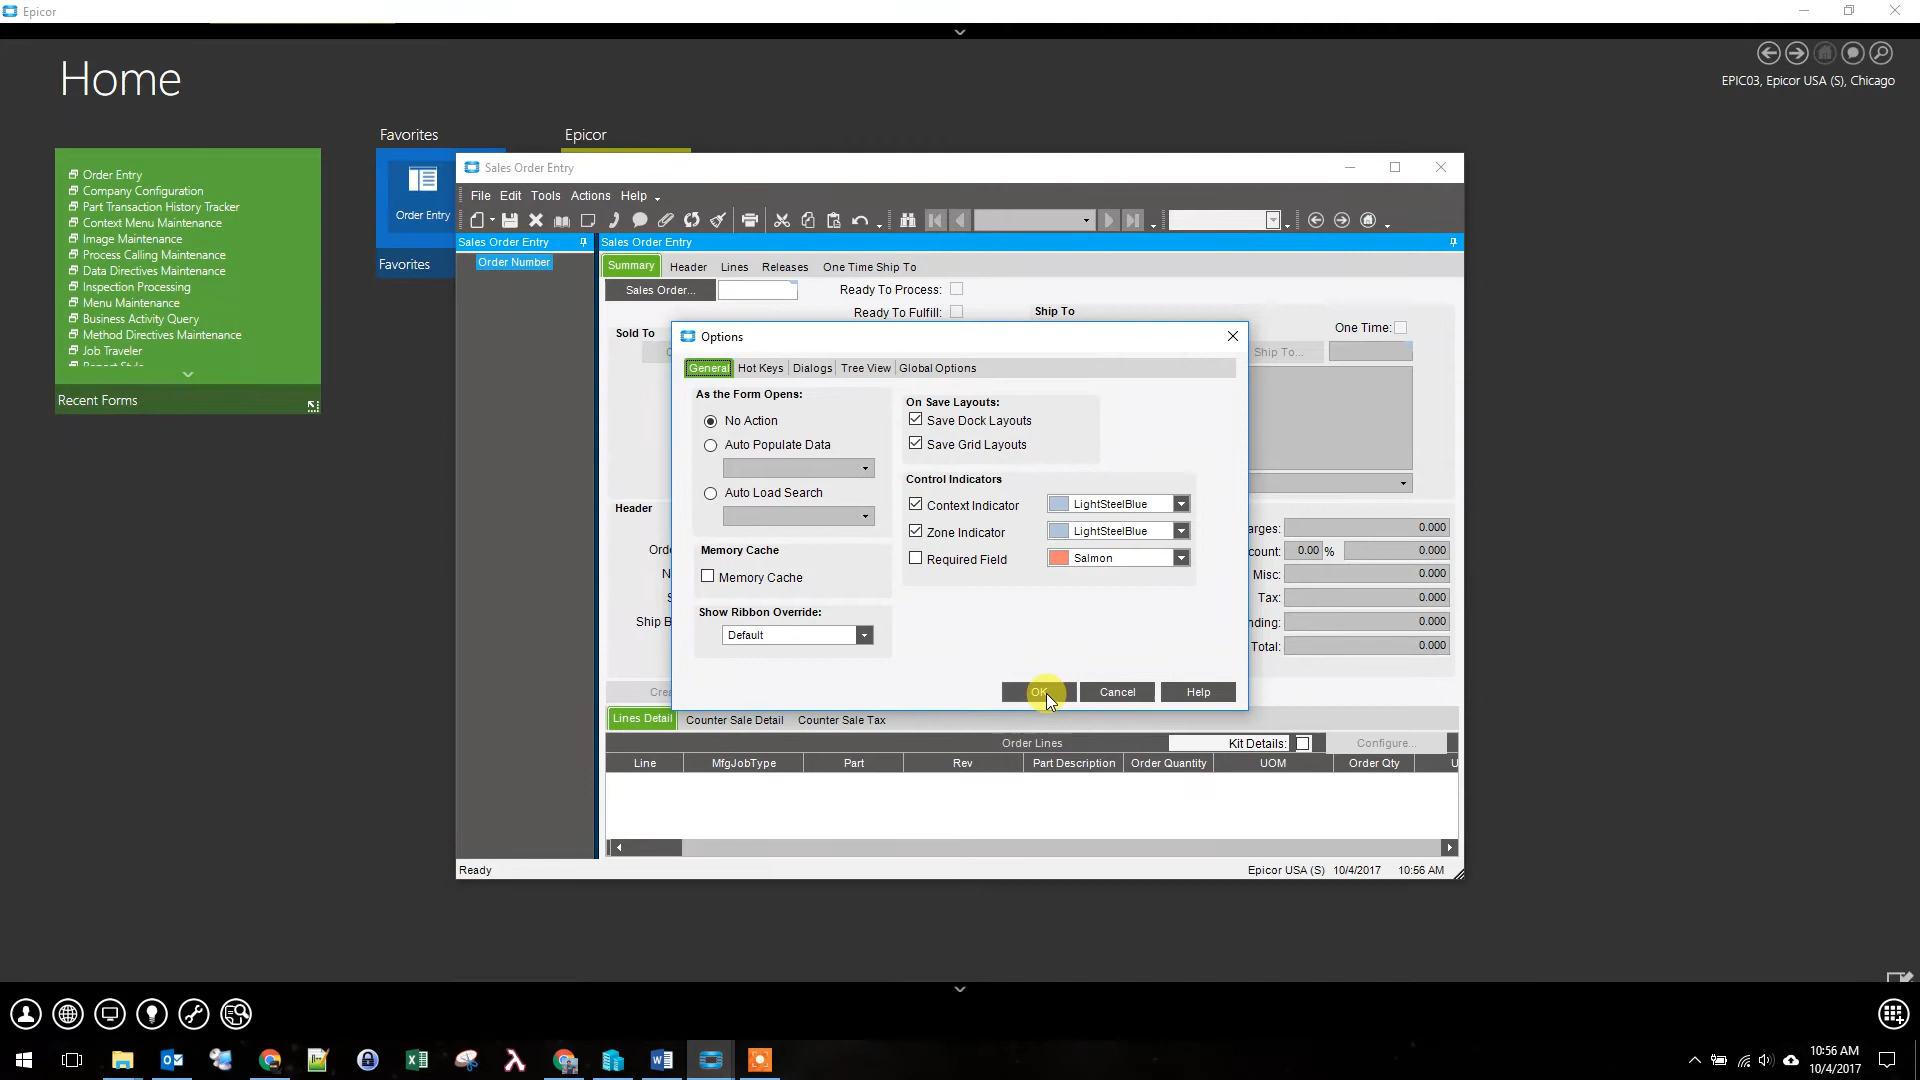 Epicor
Home
EPIC03, Epicor USA (S), Chicago
Favorites
Epicor
Order Entry
Company Configuration
Part Transaction History Tracker
Context Menu Maintenance
Image Maintenance
Process Calling Maintenance
Data Directives Maintenance
Inspection Processing
Menu Maintenance
Business Activity Query
Method Directives Maintenance
Job Traveler
Report Style
Recent Forms
Order Entry
Favorites
Sales Order Entry
File Edit Tools Actions Help
Sales Order Entry
Order Number
Sales Order Entry
Summary Header Lines Releases One Time Ship To
Sales Order... Ready To Process:
Ready To Fulfill: Ship To
Sold To One Time:
Ship To...
Options
General Hot Keys Dialogs Tree View Global Options
As the Form Opens:
No Action
Auto Populate Data
Auto Load Search
Memory Cache
Memory Cache
Show Ribbon Override:
Default
On Save Layouts:
Save Dock Layouts
Save Grid Layouts
Control Indicators
Context Indicator LightSteelBlue
Zone Indicator LightSteelBlue
Required Field Salmon
OK Cancel Help
Header
Ship B
arges: 0.000
count: 0.00 % 0.000
Misc: 0.000
Tax: 0.000
nding: 0.000
Total: 0.000
Lines Detail Counter Sale Detail Counter Sale Tax
Order Lines Kit Details: Configure...
Line MfgJobType Part Rev Part Description Order Quantity UOM Order Qty
Ready Epicor USA (S) 10/4/2017 10:56 AM
10:56 AM
10/4/2017